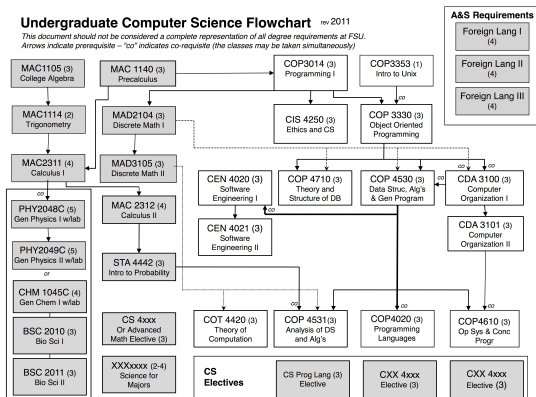 Undergraduate Computer Science Flowchart rev 2011
This document should not be considered a complete representation of all degree requirements at FSU.
Arrows indicate prerequisite – "co" indicates co-requisite (the classes may be taken simultaneously)
A&S Requirements
Foreign Lang I
(4)
Foreign Lang II
(4)
Foreign Lang III
(4)
MAC1105 (3)
College Algebra
MAC 1140 (3)
Precalculus
COP3014 (3)
Programming I
COP3353 (1)
Intro to Unix
co
MAC1114 (2)
Trigonometry
MAD2104 (3)
Discrete Math I
CIS 4250 (3)
Ethics and CS
COP 3330 (3)
Object Oriented
Programming
MAC2311 (4)
Calculus I
MAD3105 (3)
Discrete Math II
co
co
CEN 4020 (3)
Software
Engineering I
COP 4710 (3)
Theory and
Structure of DB
COP 4530 (3)
Data Struc, Alg's
& Gen Program
CDA 3100 (3)
Computer
Organization I
co
PHY2048C (5)
Gen Physics I w/lab
MAC 2312 (4)
Calculus II
co
CEN 4021 (3)
Software
Engineering II
CDA 3101 (3)
Computer
Organization II
PHY2049C (5)
Gen Physics II w/lab
or
STA 4442 (3)
Intro to Probability
CHM 1045C (4)
Gen Chem I w/lab
co
co
co
BSC 2010 (3)
Bio Sci I
CS 4xxx
Or Advanced
Math Elective (3)
COT 4420 (3)
Theory of
Computation
COP 4531(3)
Analysis of DS
and Alg's
COP4020 (3)
Programming
Languages
COP4610 (3)
Op Sys & Conc
Progr
BSC 2011 (3)
Bio Sci II
XXXxxxx (2-4)
Science for
Majors
CS
Electives
CS Prog Lang (3)
Elective
CXX 4xxx
Elective (3)
CXX 4xxx
Elective (3)